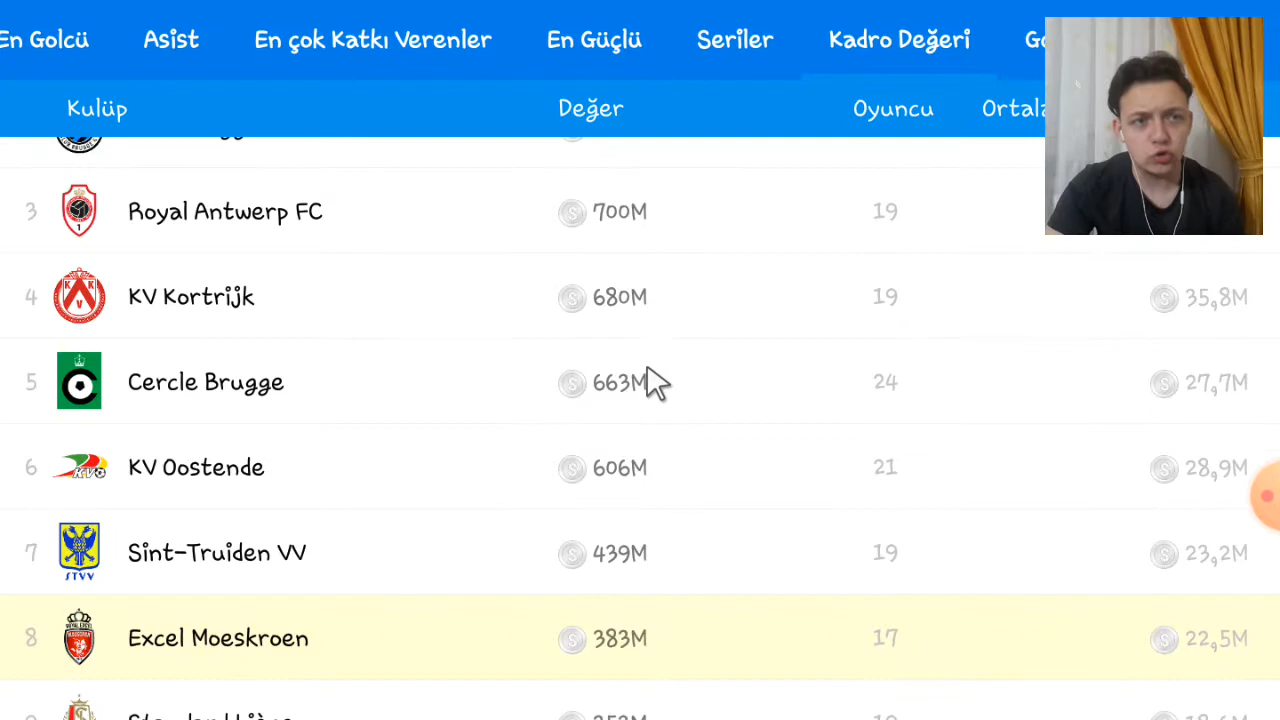 En Golcü Asist En çok Katkı Verenler En Güçlü Seriler Kadro Değeri
Kulüp Değer Oyuncu
3 Royal Antwerp FC 700M 19
4 KV Kortrijk 680M 19 35,8M
5 Cercle Brugge 663M 24 27,7M
6 KV Oostende 606M 21 28,9M
7 Sint-Truiden VV 439M 19 23,2M
STVV
8 Excel Moeskroen 383M 17 22,5M